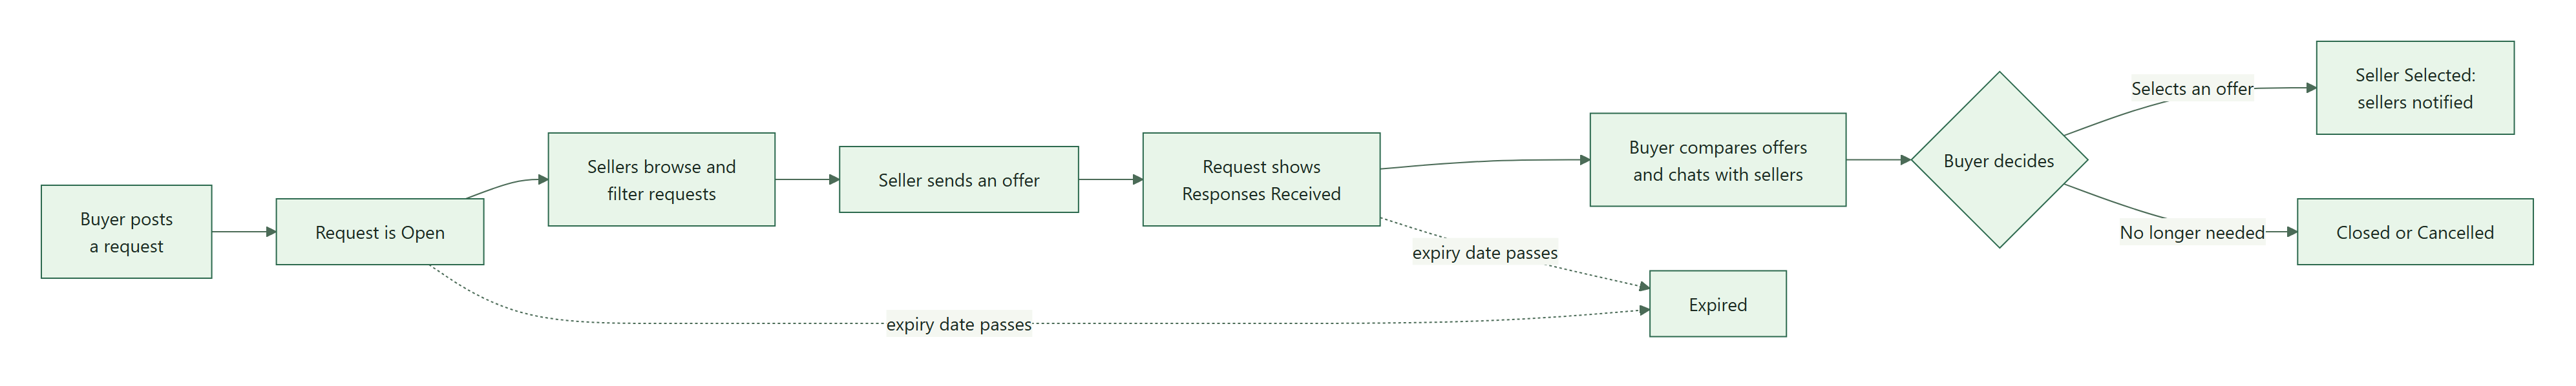 Buyer posts
a request
Request is Open
Sellers browse and
filter requests
Seller sends an offer
Request shows
Responses Received
expiry date passes
expiry date passes
Expired
Buyer compares offers
and chats with sellers
Buyer decides
Selects an offer
Seller Selected:
sellers notified
No longer needed
Closed or Cancelled